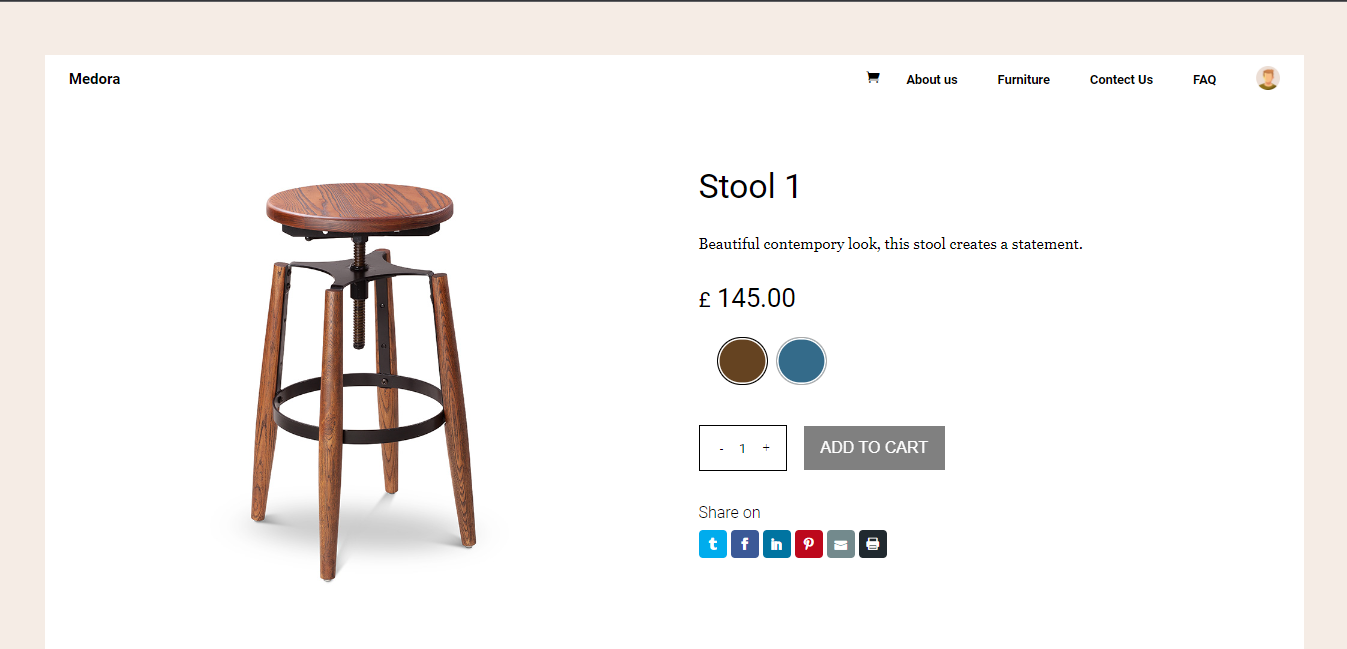 Medora
About us Furniture Contect Us FAQ
Stool 1
Beautiful contempory look, this stool creates a statement.
£ 145.00
- 1 + ADD TO CART
Share on